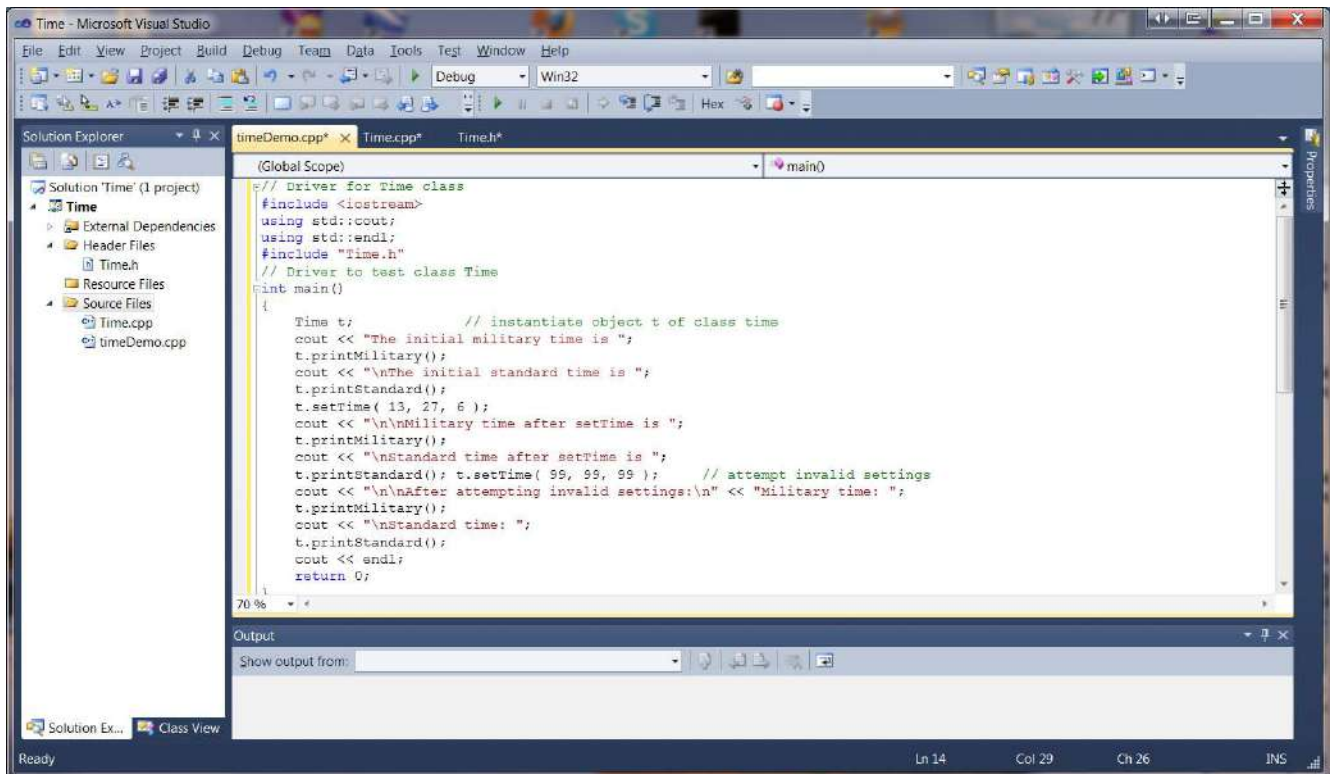 Time - Microsoft Visual Studio
File Edit View Project Build Debug Team Data Tools Test Window Help
Debug Win32
Hex
Solution Explorer
timeDemo.cpp* Time.cpp* Time.h*
(Global Scope) main()
Properties
Solution 'Time' (1 project)
Time
External Dependencies
Header Files
Time.h
Resource Files
Source Files
Time.cpp
timeDemo.cpp
// Driver for Time class
#include <iostream>
using std::cout;
using std::endl;
#include "Time.h"
// Driver to test class Time
int main()
{
Time t; // instantiate object t of class time
cout << "The initial military time is ";
t.printMilitary();
cout << "\nThe initial standard time is ";
t.printStandard();
t.setTime( 13, 27, 6 );
cout << "\n\nMilitary time after setTime is ";
t.printMilitary();
cout << "\nStandard time after setTime is ";
t.printStandard(); t.setTime( 99, 99, 99 ); // attempt invalid settings
cout << "\n\nAfter attempting invalid settings:\n" << "Military time: ";
t.printMilitary();
cout << "\nStandard time: ";
t.printStandard();
cout << endl;
return 0;
}
70 %
Output
Show output from:
Solution Ex... Class View
Ready Ln 14 Col 29 Ch 26 INS